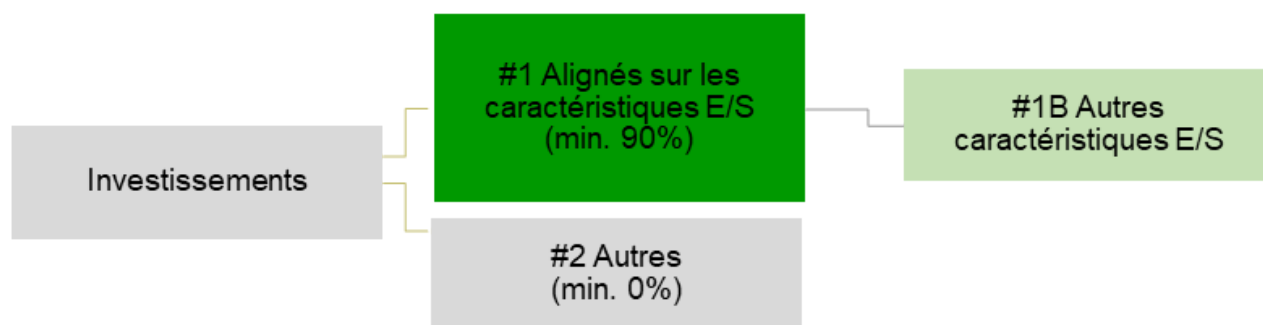 Investissements
#1 Alignés sur les
caractéristiques E/S
(min. 90%)
#2 Autres
(min. 0%)
#1B Autres
caractéristiques E/S